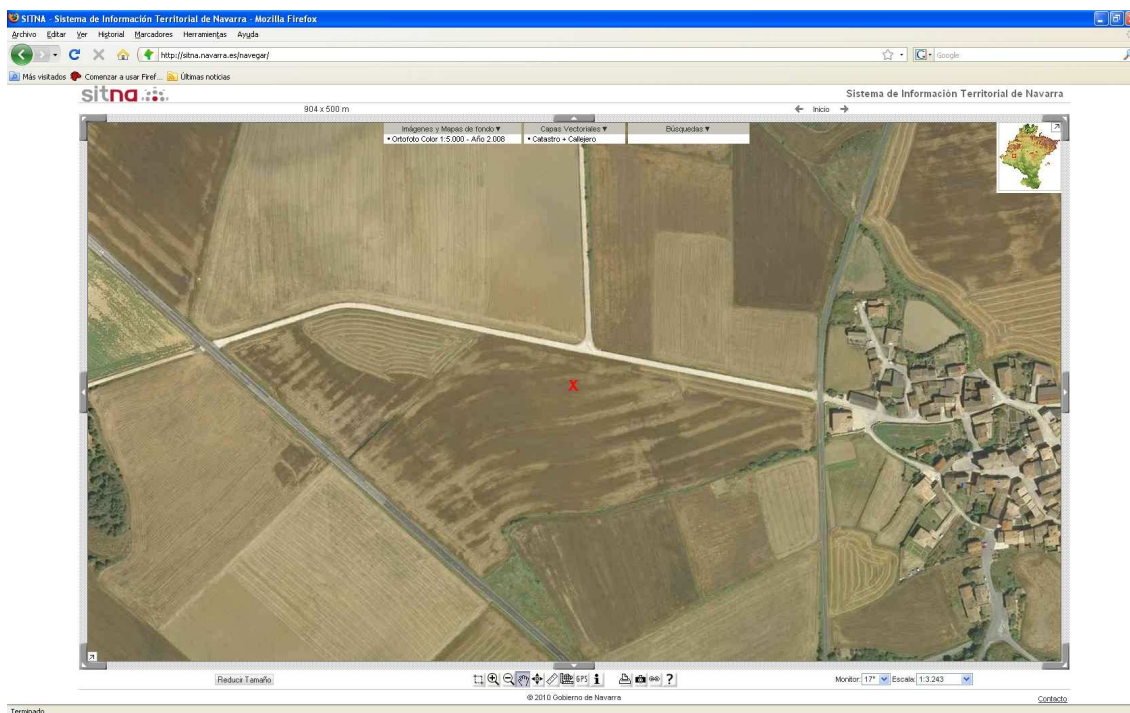 SITNA - Sistema de Información Territorial de Navarra - Mozilla Firefox
Archivo Editar Ver Historial Marcadores Herramientas Ayuda
http://sitna.navarra.es/navegar/
Google
Más visitados Comenzar a usar Firef... Últimas noticias
sitna
Sistema de Información Territorial de Navarra
904 x 500 m
Inicio
Imágenes y Mapas de fondo ▼ Capas Vectoriales ▼ Búsquedas ▼
• Ortofoto Color 1:5.000 - Año 2.008 • Catastro + Callejero
X
Reducir Tamaño
GPS
Monitor: 17" Escala: 1:3.243
© 2010 Gobierno de Navarra
Contacto
Terminado